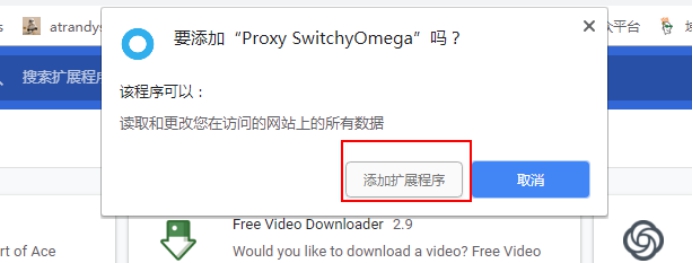 atrandys
要添加“Proxy SwitchyOmega”吗？
众平台
搜索扩展程序
该程序可以：
读取和更改您在访问的网站上的所有数据
添加扩展程序
取消
Free Video Downloader 2.9
rt of Ace
Would you like to download a video? Free Video